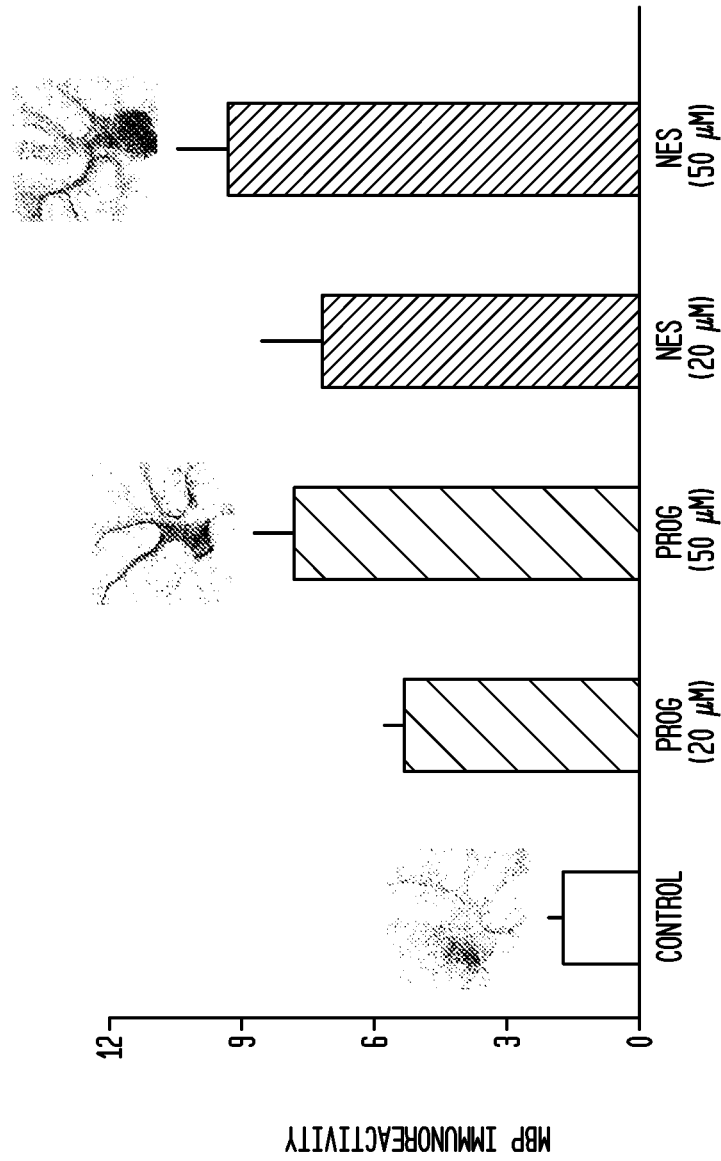 MBP IMMUNOREACTIVITY
12
9
6
3
0
CONTROL
PROG
(20 μM)
PROG
(50 μM)
NES
(20 μM)
NES
(50 μM)